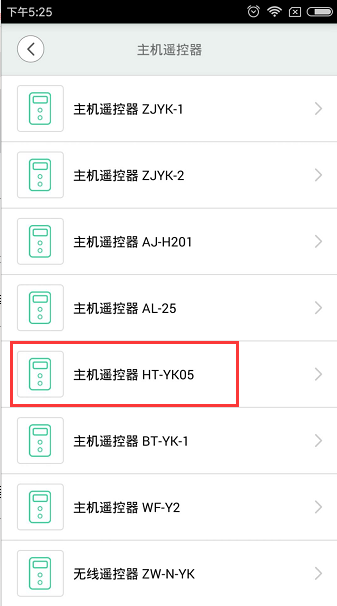 下午5:25
主机遥控器
主机遥控器 ZJYK-1
主机遥控器 ZJYK-2
主机遥控器 AJ-H201
主机遥控器 AL-25
主机遥控器 HT-YK05
主机遥控器 BT-YK-1
主机遥控器 WF-Y2
无线遥控器 ZW-N-YK